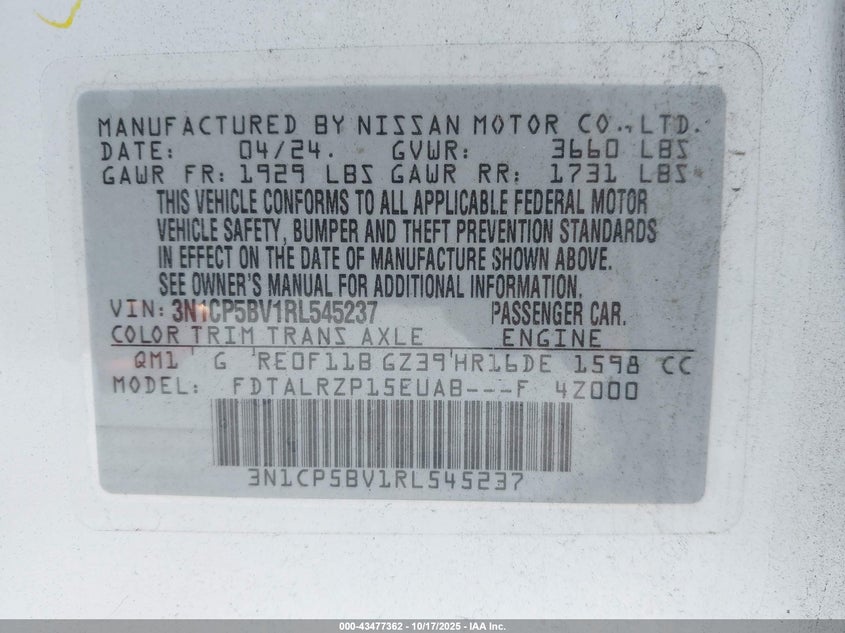 MANUFACTURED BY NISSAN MOTOR CO., LTD.
DATE: 04/24. GVWR: 3660 LBS
GAWR FR: 1929 LBS GAWR RR: 1731 LBS
THIS VEHICLE CONFORMS TO ALL APPLICABLE FEDERAL MOTOR
VEHICLE SAFETY, BUMPER AND THEFT PREVENTION STANDARDS
IN EFFECT ON THE DATE OF MANUFACTURE SHOWN ABOVE.
SEE OWNER'S MANUAL FOR ADDITIONAL INFORMATION.
VIN: 3N1CP5BV1RL545237 PASSENGER CAR.
COLOR TRIM TRANS AXLE ENGINE
QM1 G RE0F11B GZ39 HR16DE 1598 CC
MODEL: FDTALRZP15EUAB---F 4Z000
3N1CP5BV1RL545237
000-43477362 | 10/17/2025 - IAA Inc.